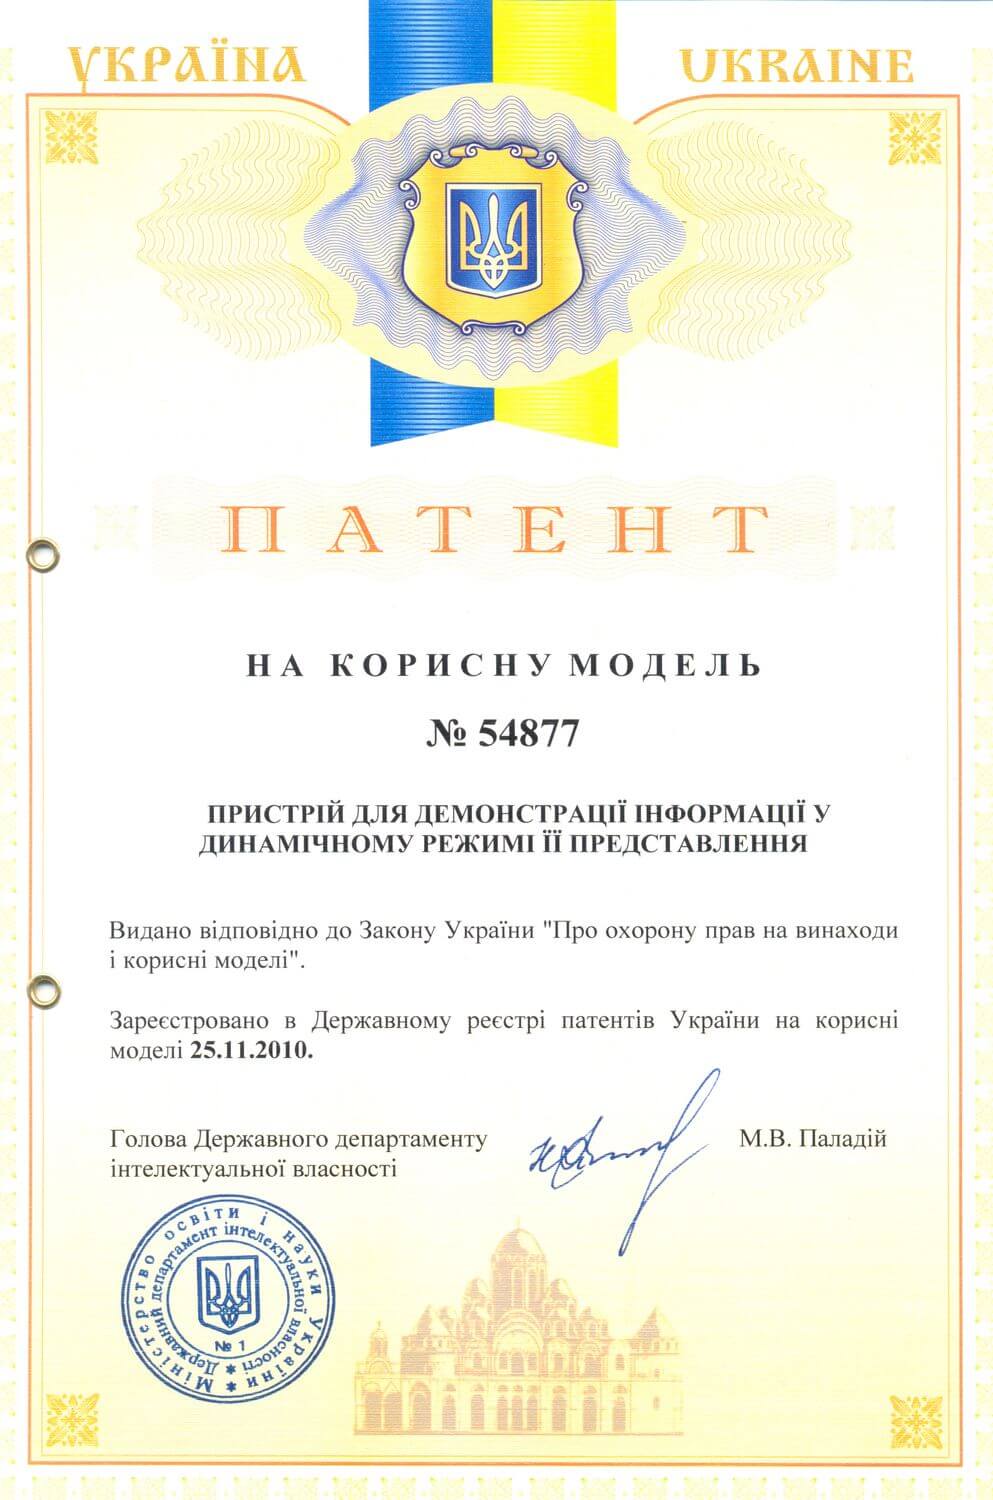 УКРАЇНА
UKRAINE
ПАТЕНТ
НА КОРИСНУ МОДЕЛЬ
№ 54877
ПРИСТРІЙ ДЛЯ ДЕМОНСТРАЦІЇ ІНФОРМАЦІЇ У
ДИНАМІЧНОМУ РЕЖИМІ ЇЇ ПРЕДСТАВЛЕННЯ
Видано відповідно до Закону України "Про охорону прав на винаходи
і корисні моделі".
Зареєстровано в Державному реєстрі патентів України на корисні
моделі 25.11.2010.
Голова Державного департаменту
інтелектуальної власності
М.В. Паладій
Міністерство освіти і науки України
Державний департамент інтелектуальної власності
№ 1